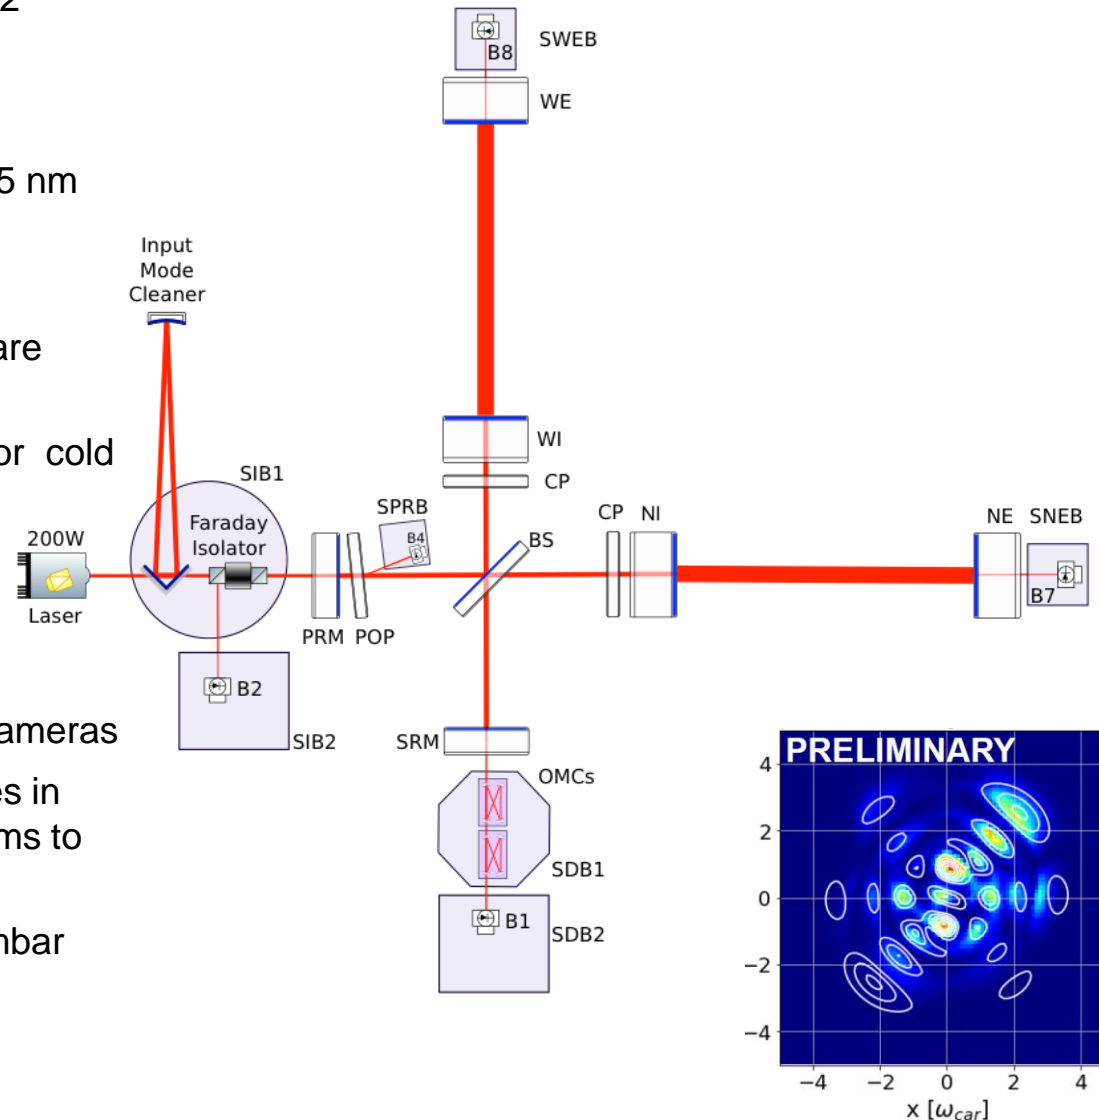 2
5 nm
are
or cold
ameras
es in
ms to
nbar
B8
SWEB
WE
WI
CP
Input
Mode
Cleaner
SIB1
Faraday
Isolator
200W
Laser
SPRB
B4
BS
CP
NI
NE
SNEB
B7
PRM
POP
B2
SIB2
SRM
OMCs
SDB1
B1
SDB2
PRELIMINARY
4
2
0
−2
−4
−4
−2
0
2
4
x [ω_car]